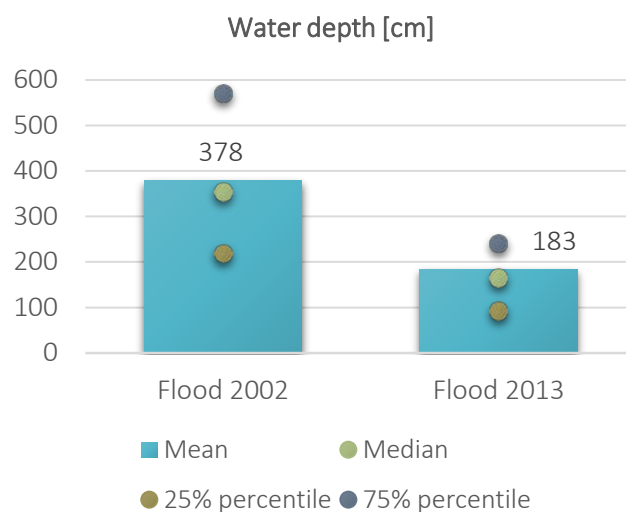 Water depth [cm]
600
500
400
300
200
100
0
378
183
Flood 2002
Flood 2013
Mean
Median
25% percentile
75% percentile